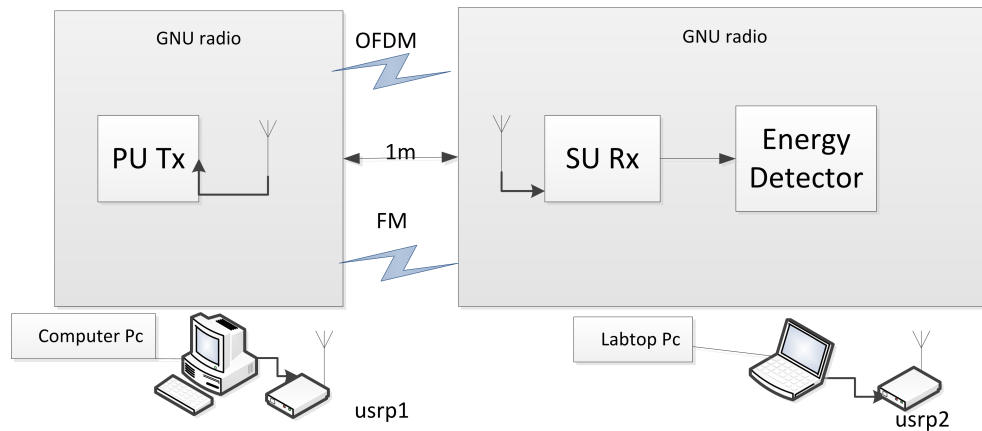 GNU radio
OFDM
GNU radio
PU Tx
1m
SU Rx
Energy
Detector
FM
Computer Pc
Labtop Pc
usrp1
usrp2